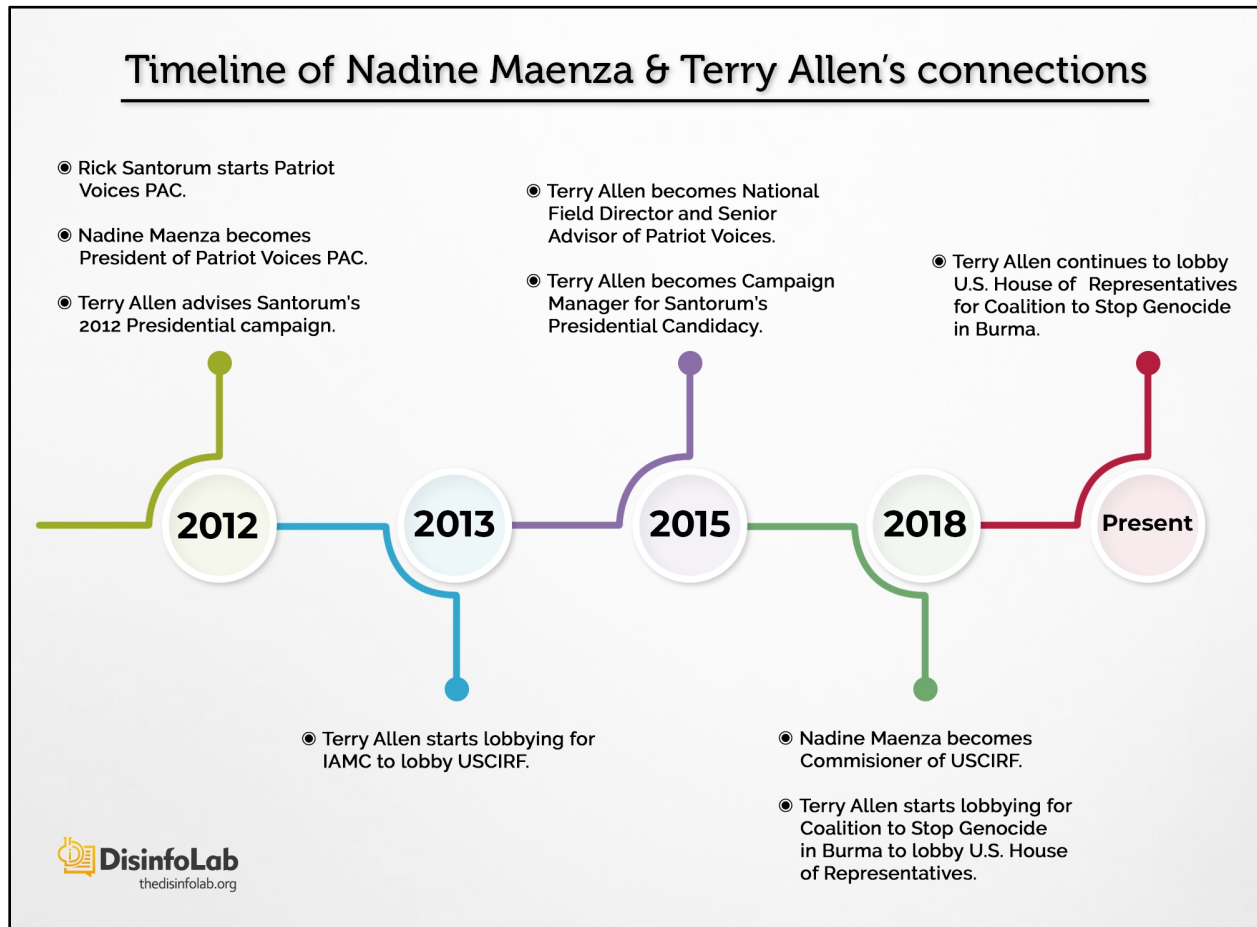 Timeline of Nadine Maenza & Terry Allen's connections
◉ Rick Santorum starts Patriot
Voices PAC.
◉ Nadine Maenza becomes
President of Patriot Voices PAC.
◉ Terry Allen advises Santorum's
2012 Presidential campaign.
◉ Terry Allen becomes National
Field Director and Senior
Advisor of Patriot Voices.
◉ Terry Allen becomes Campaign
Manager for Santorum's
Presidential Candidacy.
◉ Terry Allen continues to lobby
U.S. House of Representatives
for Coalition to Stop Genocide
in Burma.
2012
2013
2015
2018
Present
◉ Terry Allen starts lobbying for
IAMC to lobby USCIRF.
◉ Nadine Maenza becomes
Commisioner of USCIRF.
◉ Terry Allen starts lobbying for
Coalition to Stop Genocide
in Burma to lobby U.S. House
of Representatives.
DisinfoLab
thedisinfolab.org